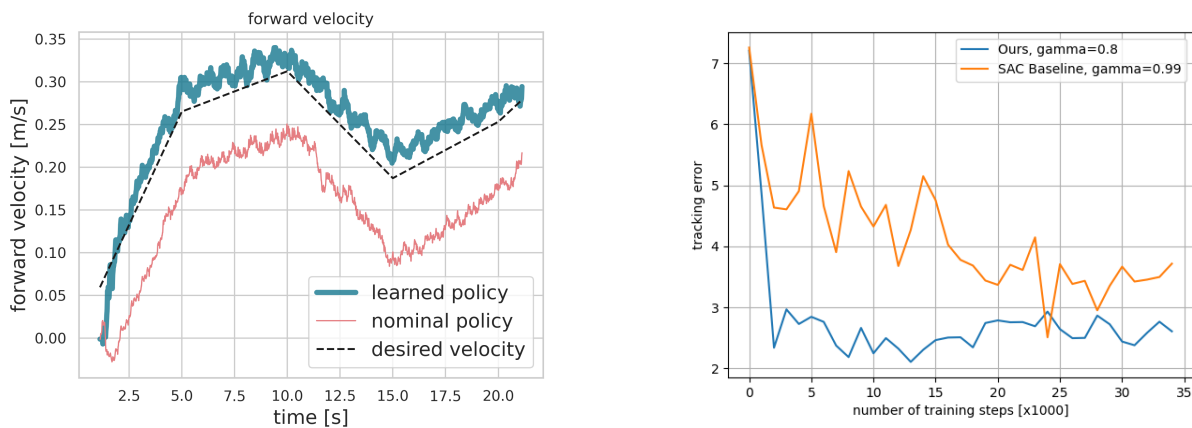 forward velocity
0.35
0.30
0.25
0.20
0.15
0.10
0.05
0.00
forward velocity [m/s]
learned policy
nominal policy
desired velocity
2.5 5.0 7.5 10.0 12.5 15.0 17.5 20.0
time [s]
Ours, gamma=0.8
SAC Baseline, gamma=0.99
7
6
5
4
3
2
tracking error
0 5 10 15 20 25 30 35
number of training steps [x1000]